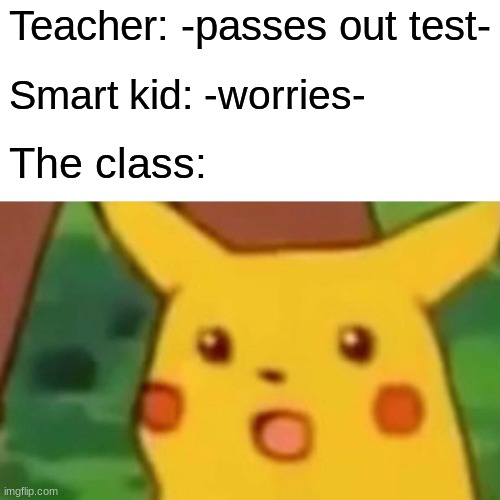 Teacher: -passes out test-
Smart kid: -worries-
The class:
imgflip.com